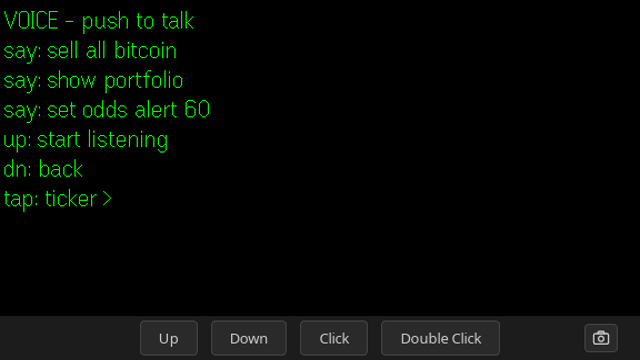 VOICE - push to talk
say: sell all bitcoin
say: show portfolio
say: set odds alert 60
up: start listening
dn: back
tap: ticker >
Up Down Click Double Click